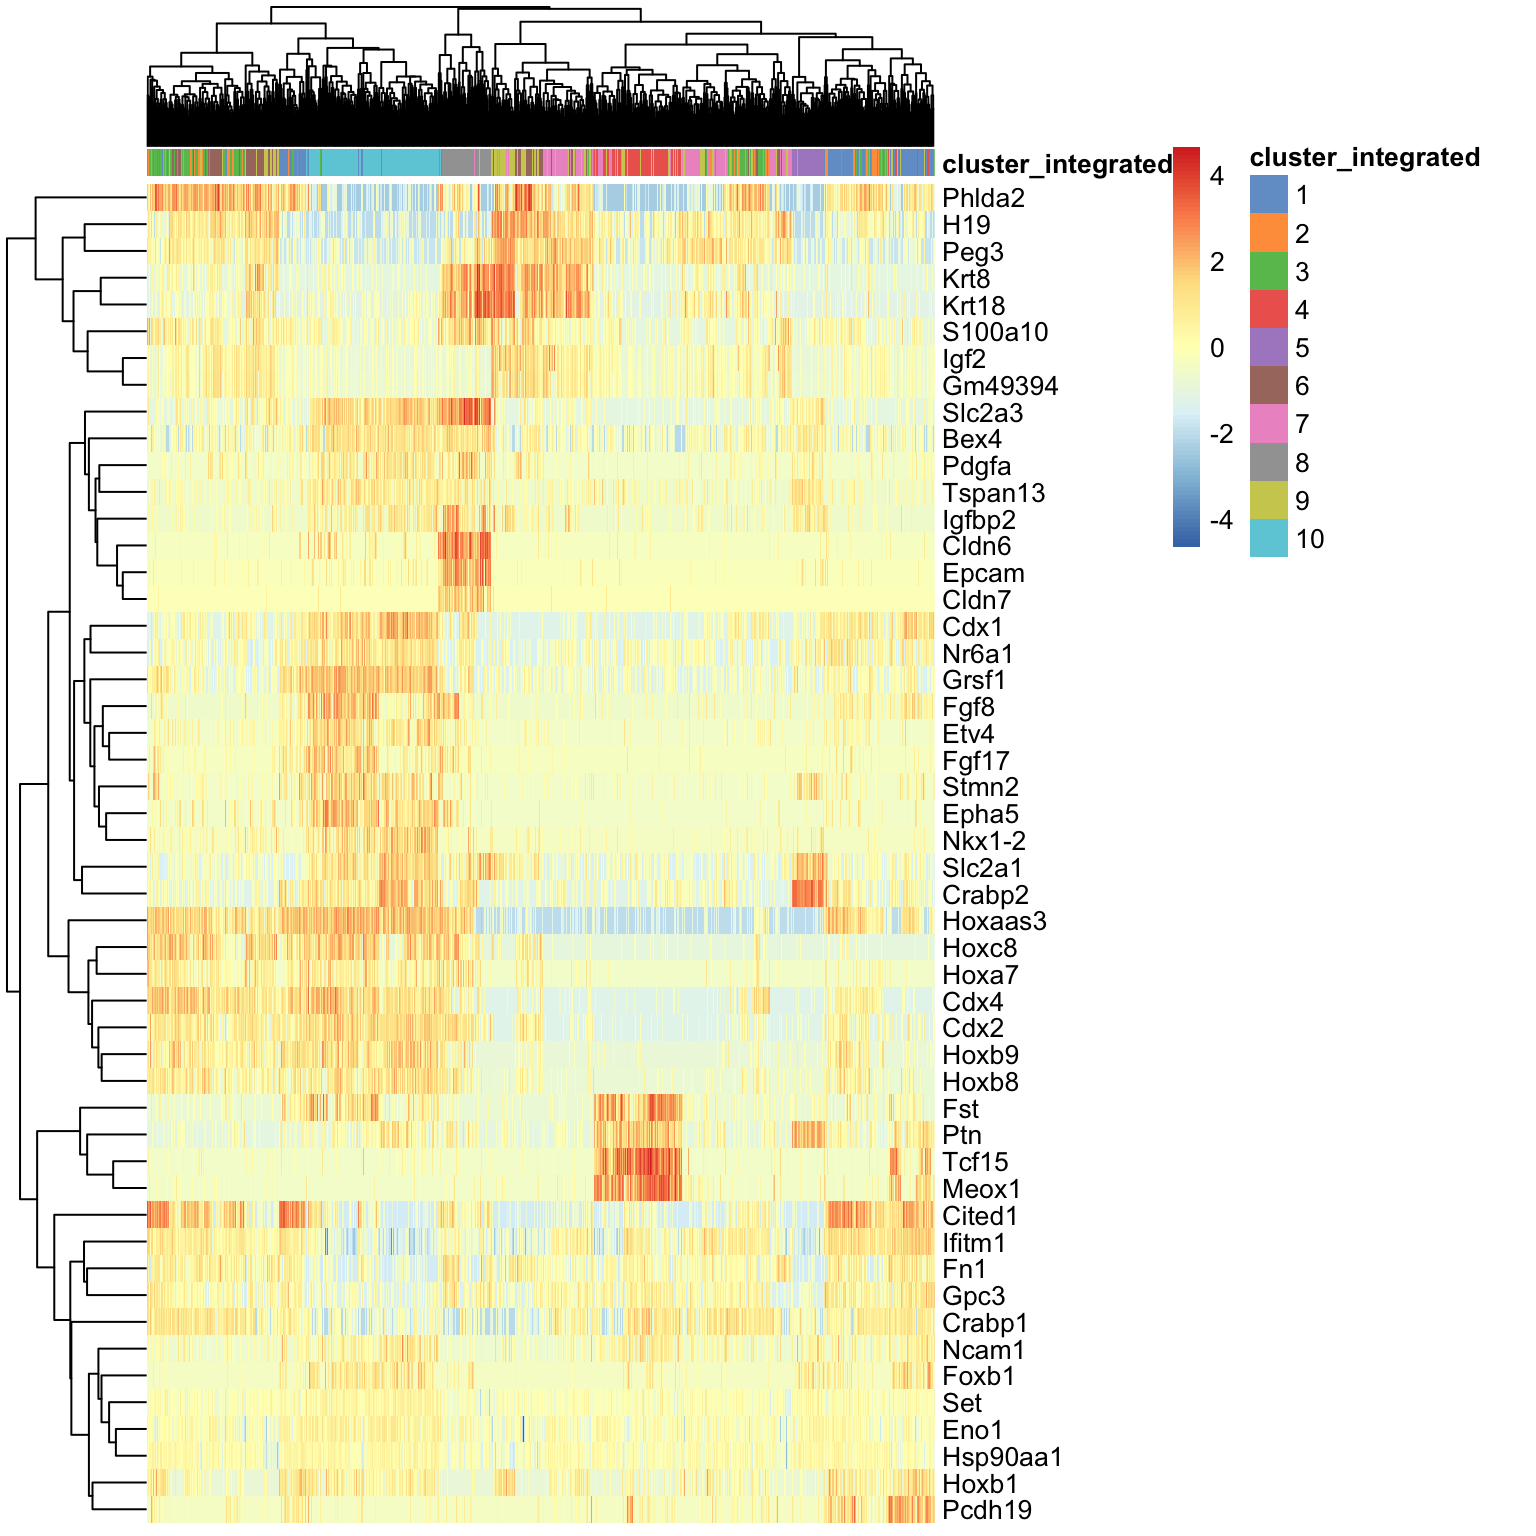 cluster_integrated
Phlda2
H19
Peg3
Krt8
Krt18
S100a10
Igf2
Gm49394
Slc2a3
Bex4
Pdgfa
Tspan13
Igfbp2
Cldn6
Epcam
Cldn7
Cdx1
Nr6a1
Grsf1
Fgf8
Etv4
Fgf17
Stmn2
Epha5
Nkx1-2
Slc2a1
Crabp2
Hoxaas3
Hoxc8
Hoxa7
Cdx4
Cdx2
Hoxb9
Hoxb8
Fst
Ptn
Tcf15
Meox1
Cited1
Ifitm1
Fn1
Gpc3
Crabp1
Ncam1
Foxb1
Set
Eno1
Hsp90aa1
Hoxb1
Pcdh19
4
2
0
-2
-4
cluster_integrated
1
2
3
4
5
6
7
8
9
10